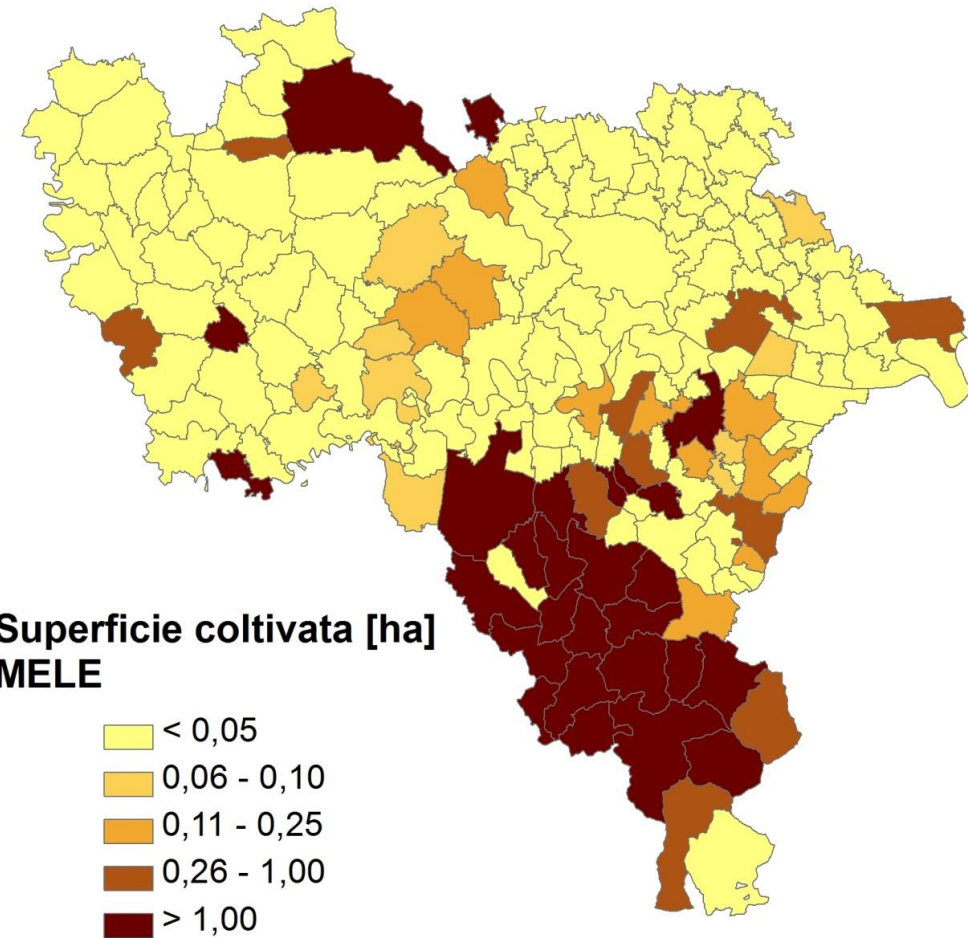 Superficie coltivata [ha]
MELE
< 0,05
0,06 - 0,10
0,11 - 0,25
0,26 - 1,00
> 1,00